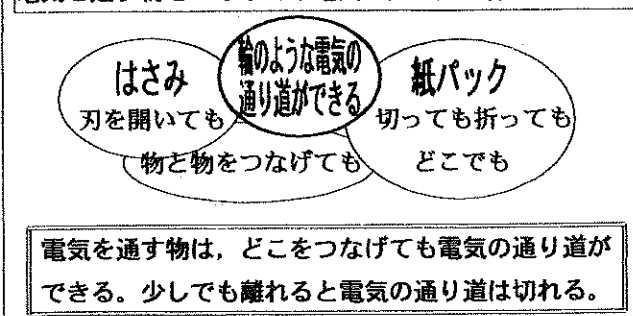 輪のような電気の
通り道ができる
はさみ
刃を開いても
紙パック
切っても折っても
どこでも
物と物をつなげても
電気を通す物は，どこをつなげても電気の通り道が
できる。少しでも離れると電気の通り道は切れる。